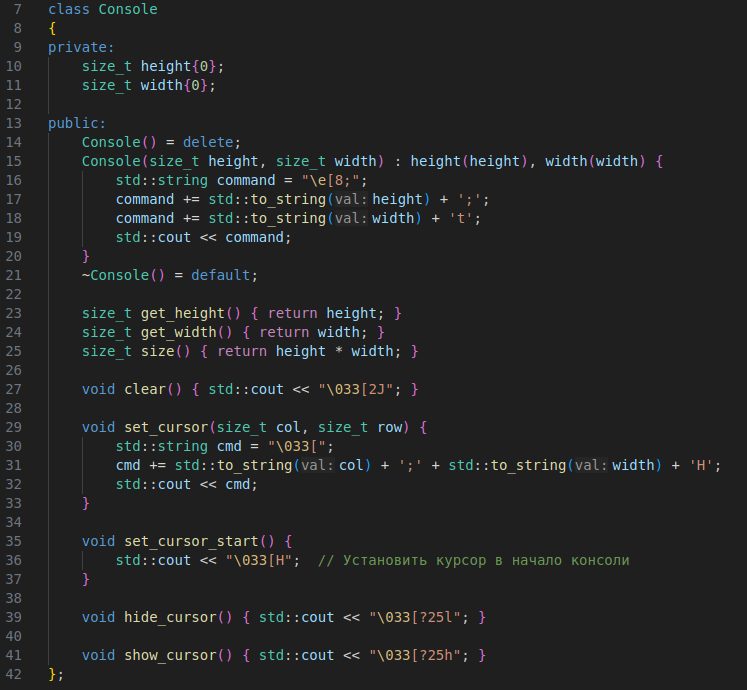 7 class Console
8 {
9 private:
10     size_t height{0};
11     size_t width{0};
12
13 public:
14     Console() = delete;
15     Console(size_t height, size_t width) : height(height), width(width) {
16         std::string command = "\e[8;";
17         command += std::to_string(val: height) + ';';
18         command += std::to_string(val: width) + 't';
19         std::cout << command;
20     }
21     ~Console() = default;
22
23     size_t get_height() { return height; }
24     size_t get_width() { return width; }
25     size_t size() { return height * width; }
26
27     void clear() { std::cout << "\033[2J"; }
28
29     void set_cursor(size_t col, size_t row) {
30         std::string cmd = "\033[";
31         cmd += std::to_string(val: col) + ';' + std::to_string(val: width) + 'H';
32         std::cout << cmd;
33     }
34
35     void set_cursor_start() {
36         std::cout << "\033[H";  // Установить курсор в начало консоли
37     }
38
39     void hide_cursor() { std::cout << "\033[?25l"; }
40
41     void show_cursor() { std::cout << "\033[?25h"; }
42 };